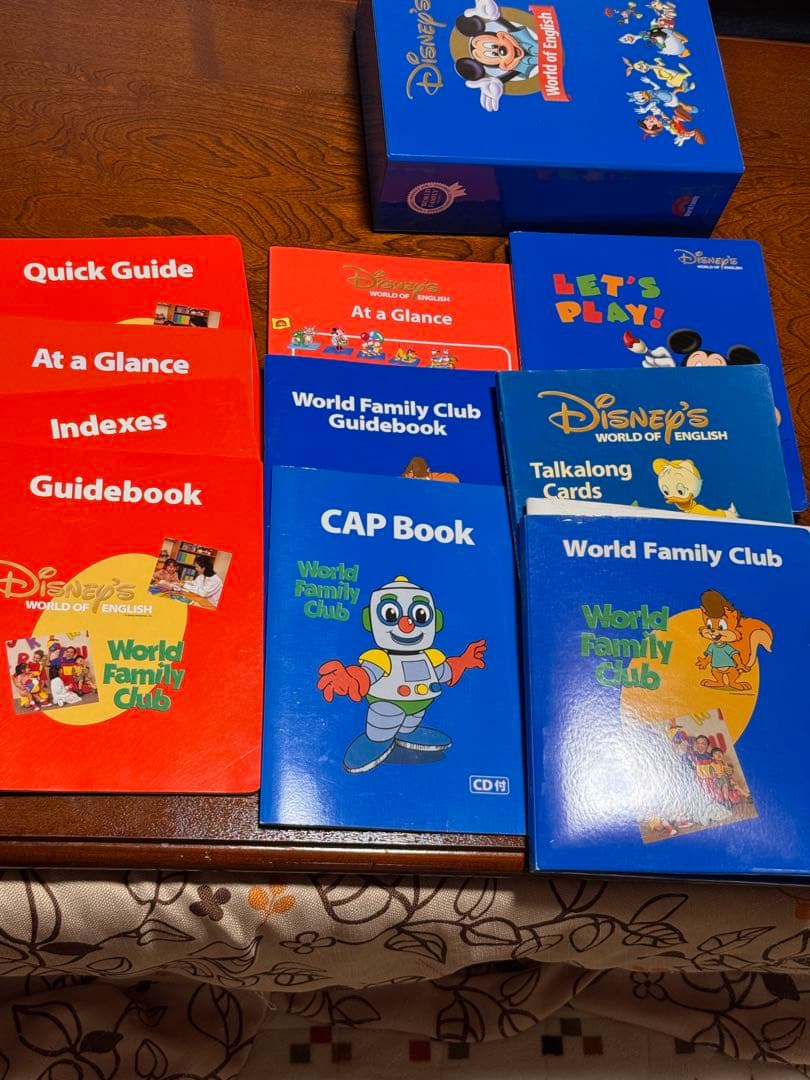 Disney's
World of English
WORLD FAMILY
Quick Guide
At a Glance
Indexes
Guidebook
Disney's
WORLD OF ENGLISH
World
Family
Club
Disney's
WORLD OF ENGLISH
At a Glance
World Family Club
Guidebook
CAP Book
World
Family
Club
CD付
Disney's
WORLD OF ENGLISH
LET'S
PLAY!
Disney's
WORLD OF ENGLISH
Talkalong
Cards
World Family Club
World
Family
Club